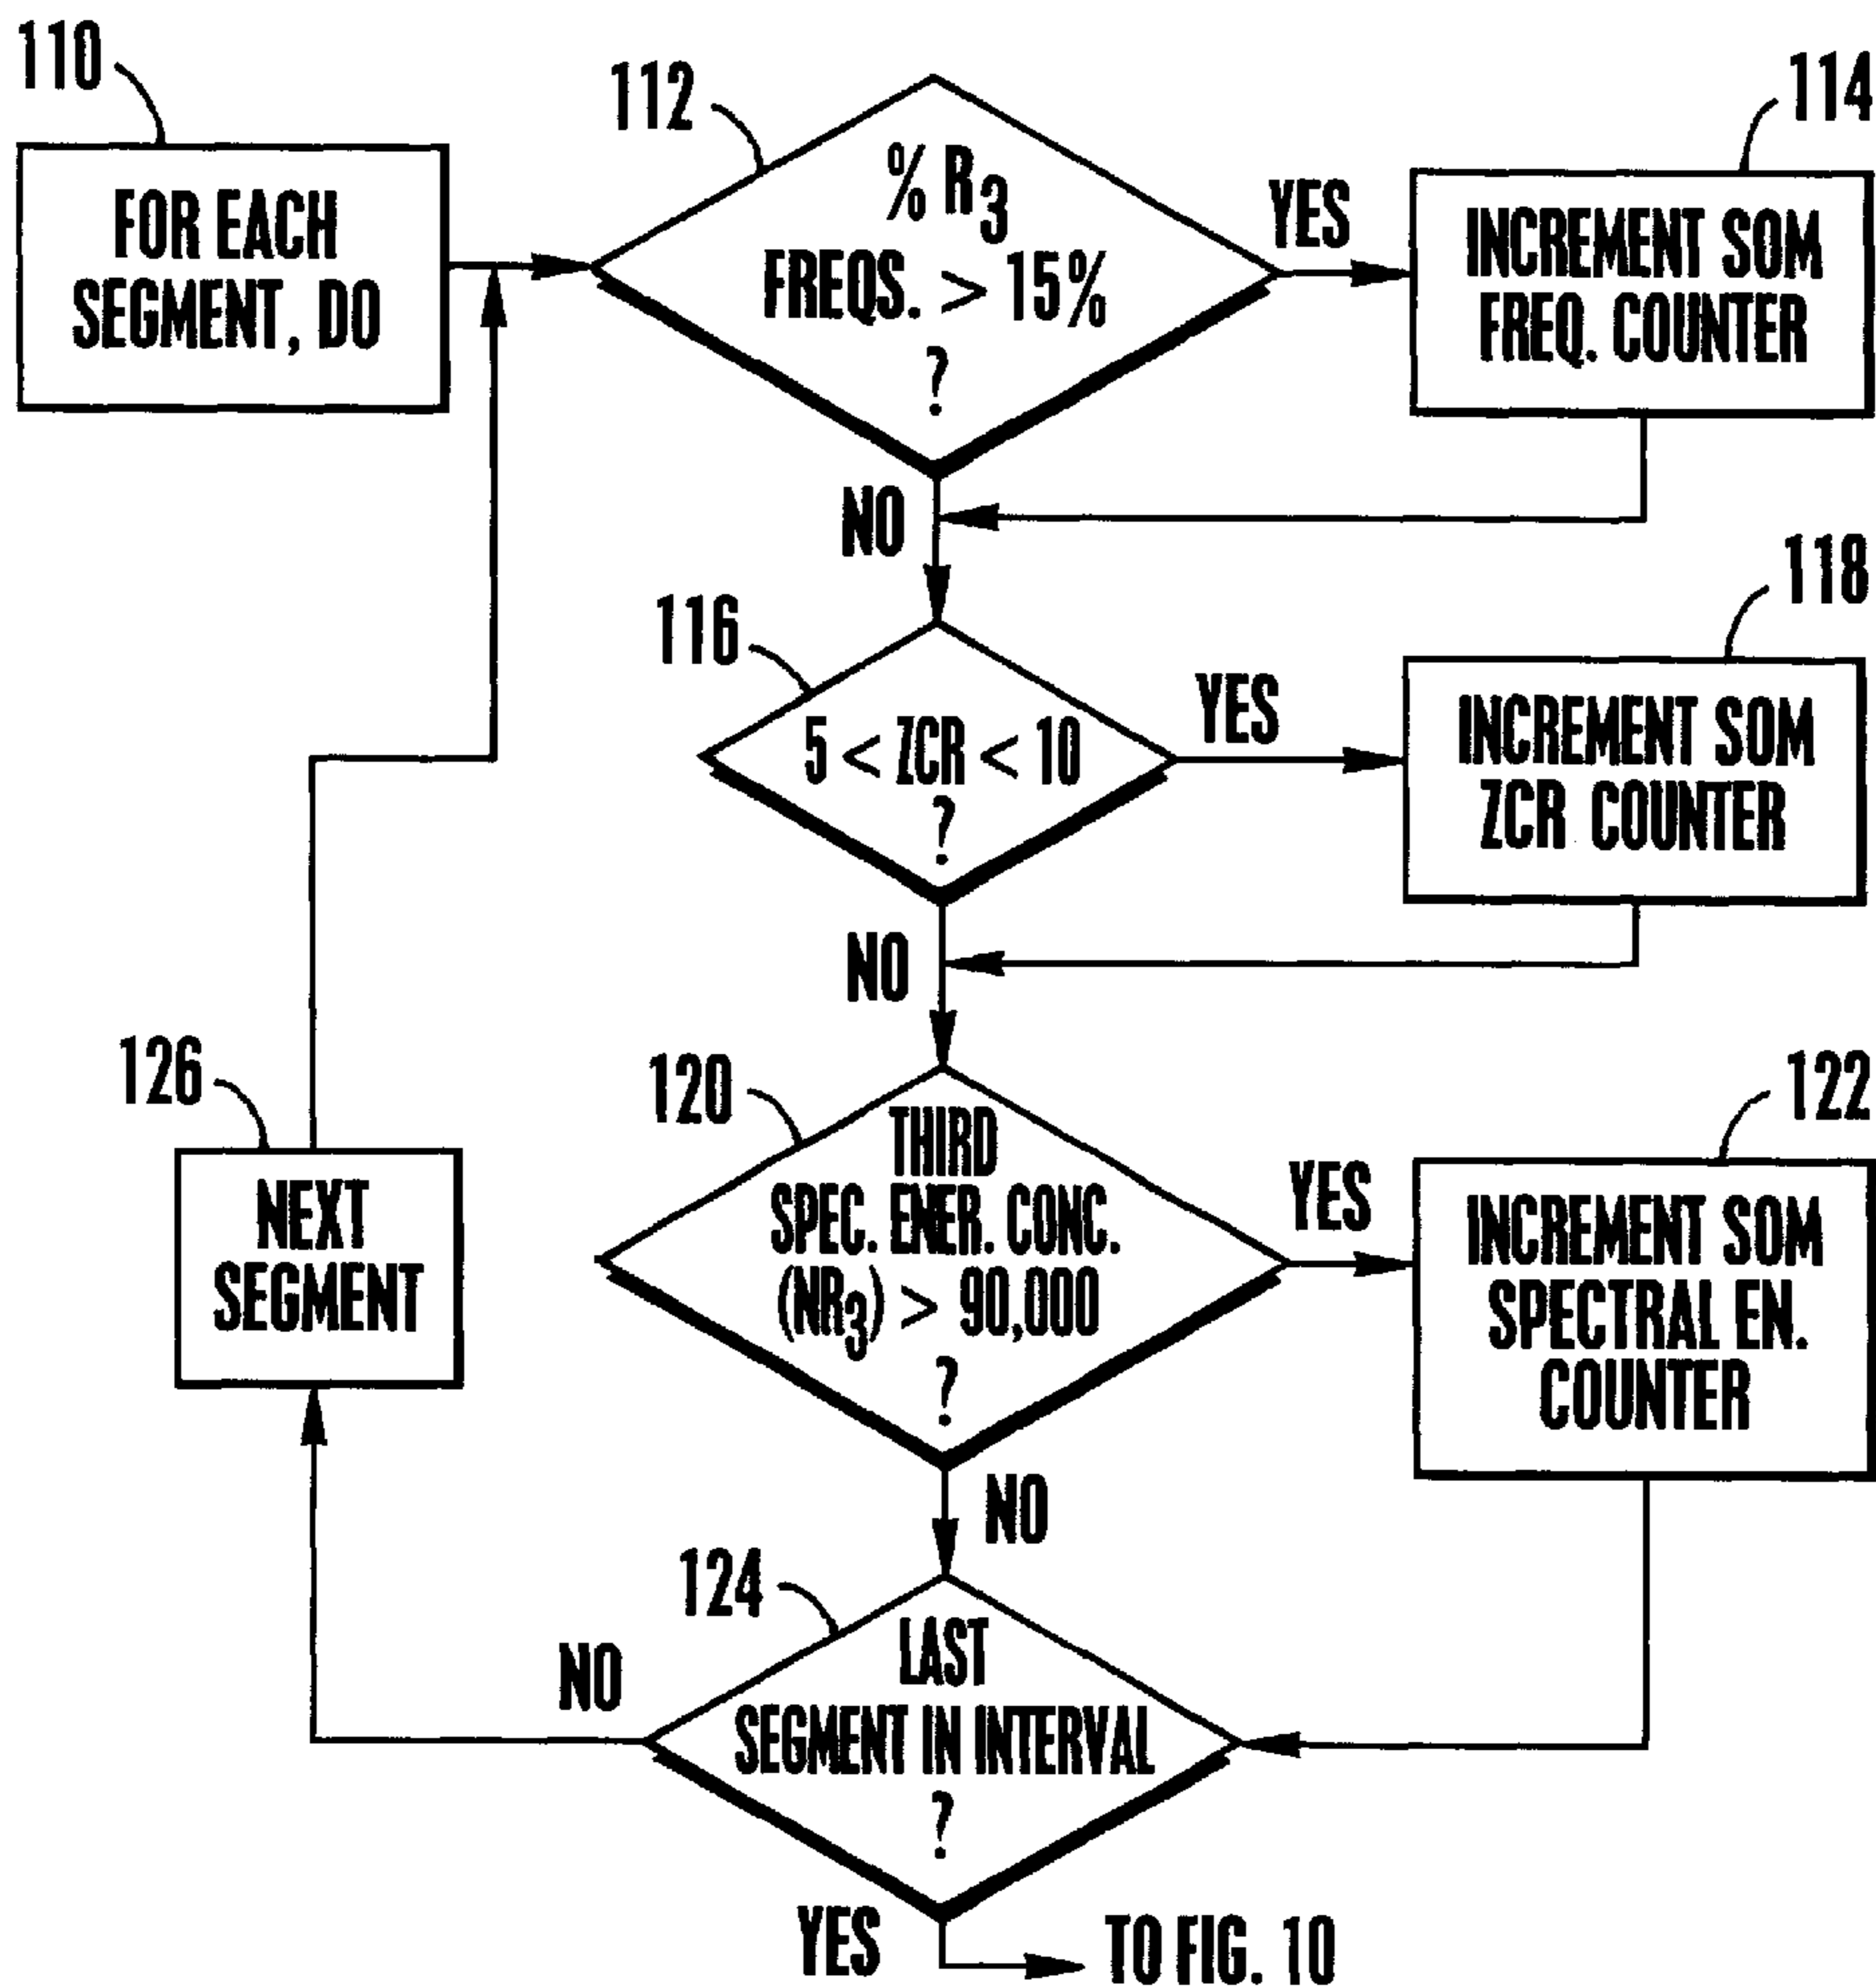 110
FOR EACH
SEGMENT, DO
112
% R3
FREQS. > 15%
?
YES
114
INCREMENT SOM
FREQ. COUNTER
NO
116
5 < ZCR < 10
?
YES
118
INCREMENT SOM
ZCR COUNTER
NO
120
THIRD
SPEC. ENER. CONC.
(NR3) > 90,000
?
YES
122
INCREMENT SOM
SPECTRAL EN.
COUNTER
NO
126
NEXT
SEGMENT
124
LAST
SEGMENT IN INTERVAL
?
NO
YES
TO FIG. 10